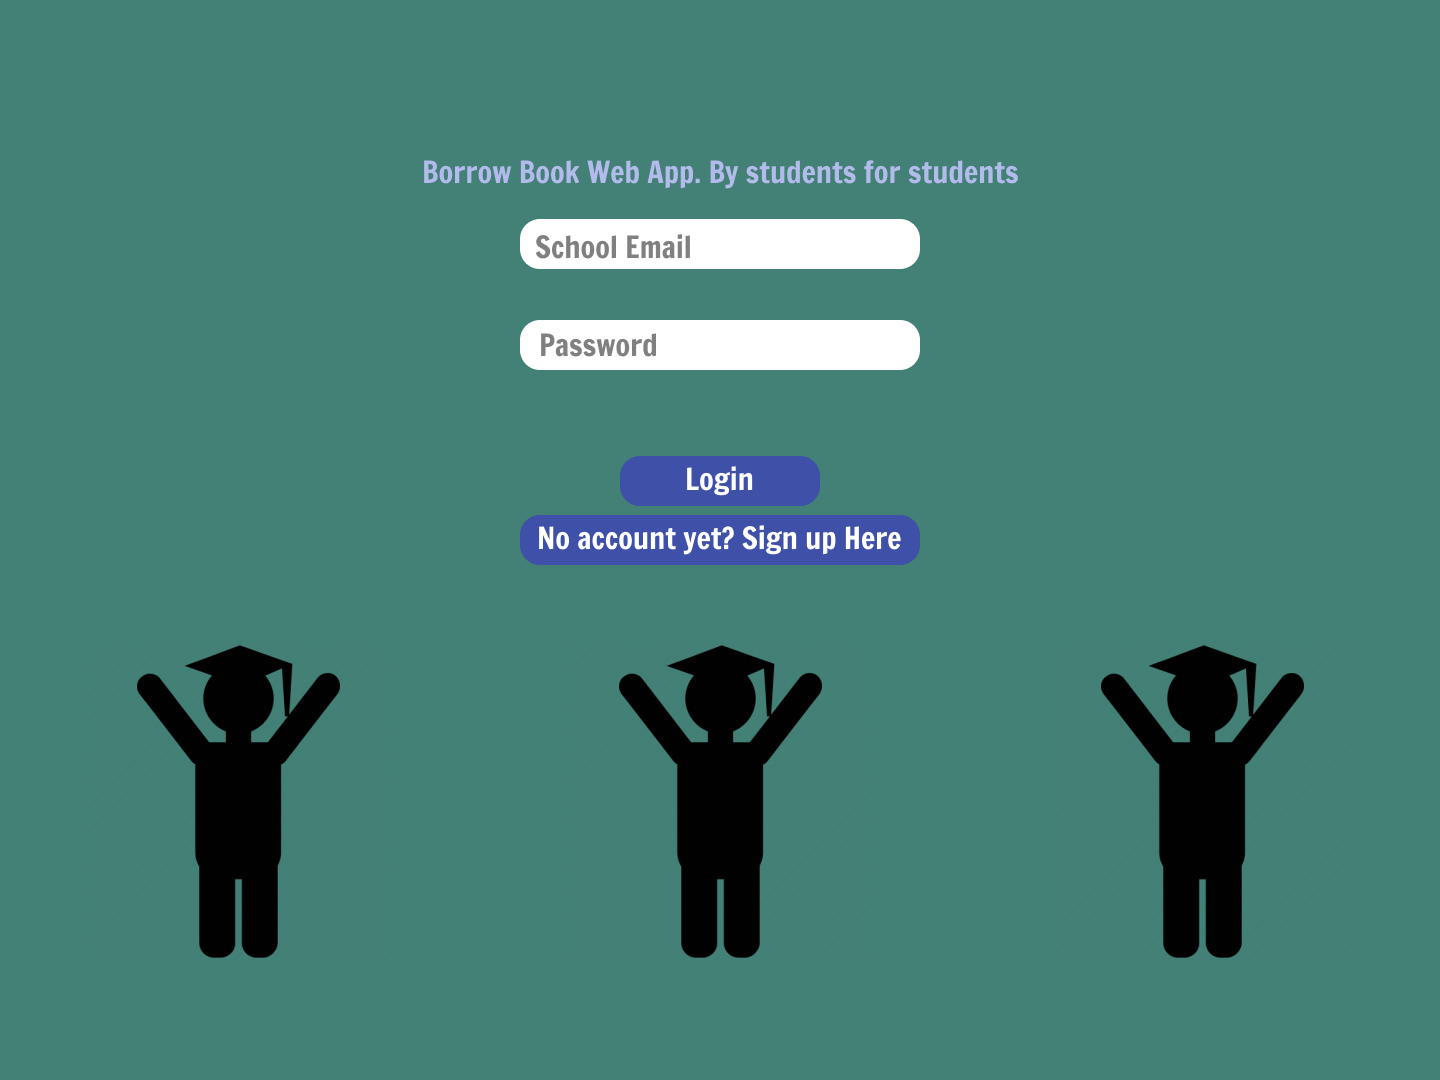 Borrow Book Web App. By students for students
School Email
Password
Login
No account yet? Sign up Here